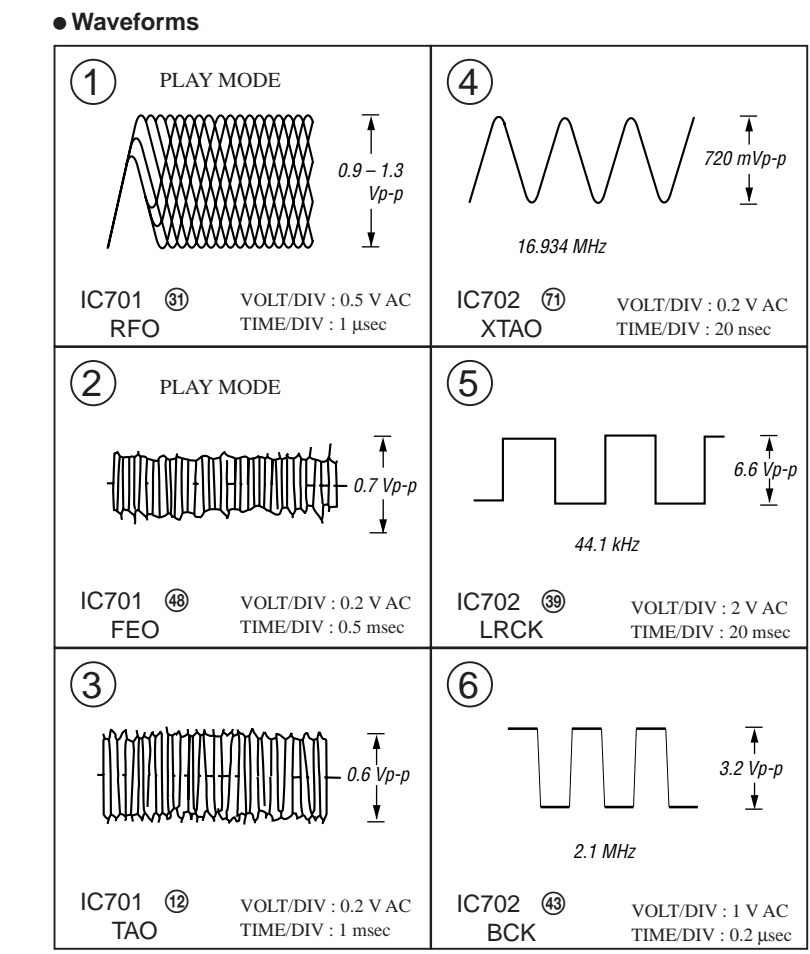 ● Waveforms
① PLAY MODE
0.9 – 1.3
Vp-p
IC701 ㉛ VOLT/DIV : 0.5 V AC
RFO TIME/DIV : 1 µsec
② PLAY MODE
0.7 Vp-p
IC701 ㊽ VOLT/DIV : 0.2 V AC
FEO TIME/DIV : 0.5 msec
③
0.6 Vp-p
IC701 ⑫ VOLT/DIV : 0.2 V AC
TAO TIME/DIV : 1 msec
④
720 mVp-p
16.934 MHz
IC702 71 VOLT/DIV : 0.2 V AC
XTAO TIME/DIV : 20 nsec
⑤
6.6 Vp-p
44.1 kHz
IC702 ㊴ VOLT/DIV : 2 V AC
LRCK TIME/DIV : 20 msec
⑥
3.2 Vp-p
2.1 MHz
IC702 ㊸ VOLT/DIV : 1 V AC
BCK TIME/DIV : 0.2 µsec